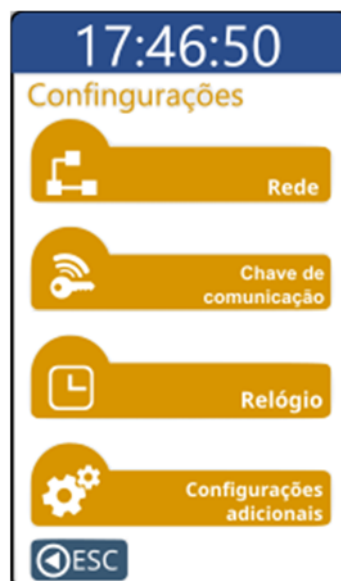 17:46:50
Confingurações
Rede
Chave de
comunicação
Relógio
Configurações
adicionais
ESC